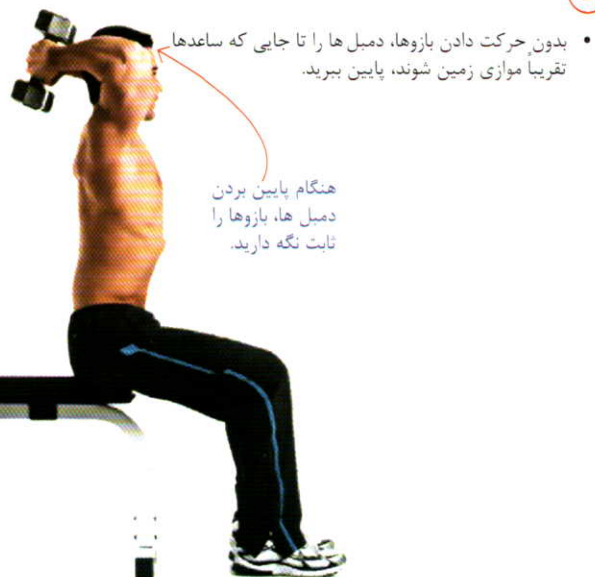 • بدون حرکت دادن بازوها، دمبل ها را تا جایی که ساعدها
تقریباً موازی زمین شوند، پایین ببرید.
هنگام پایین بردن
دمبل ها، بازوها را
ثابت نگه دارید.